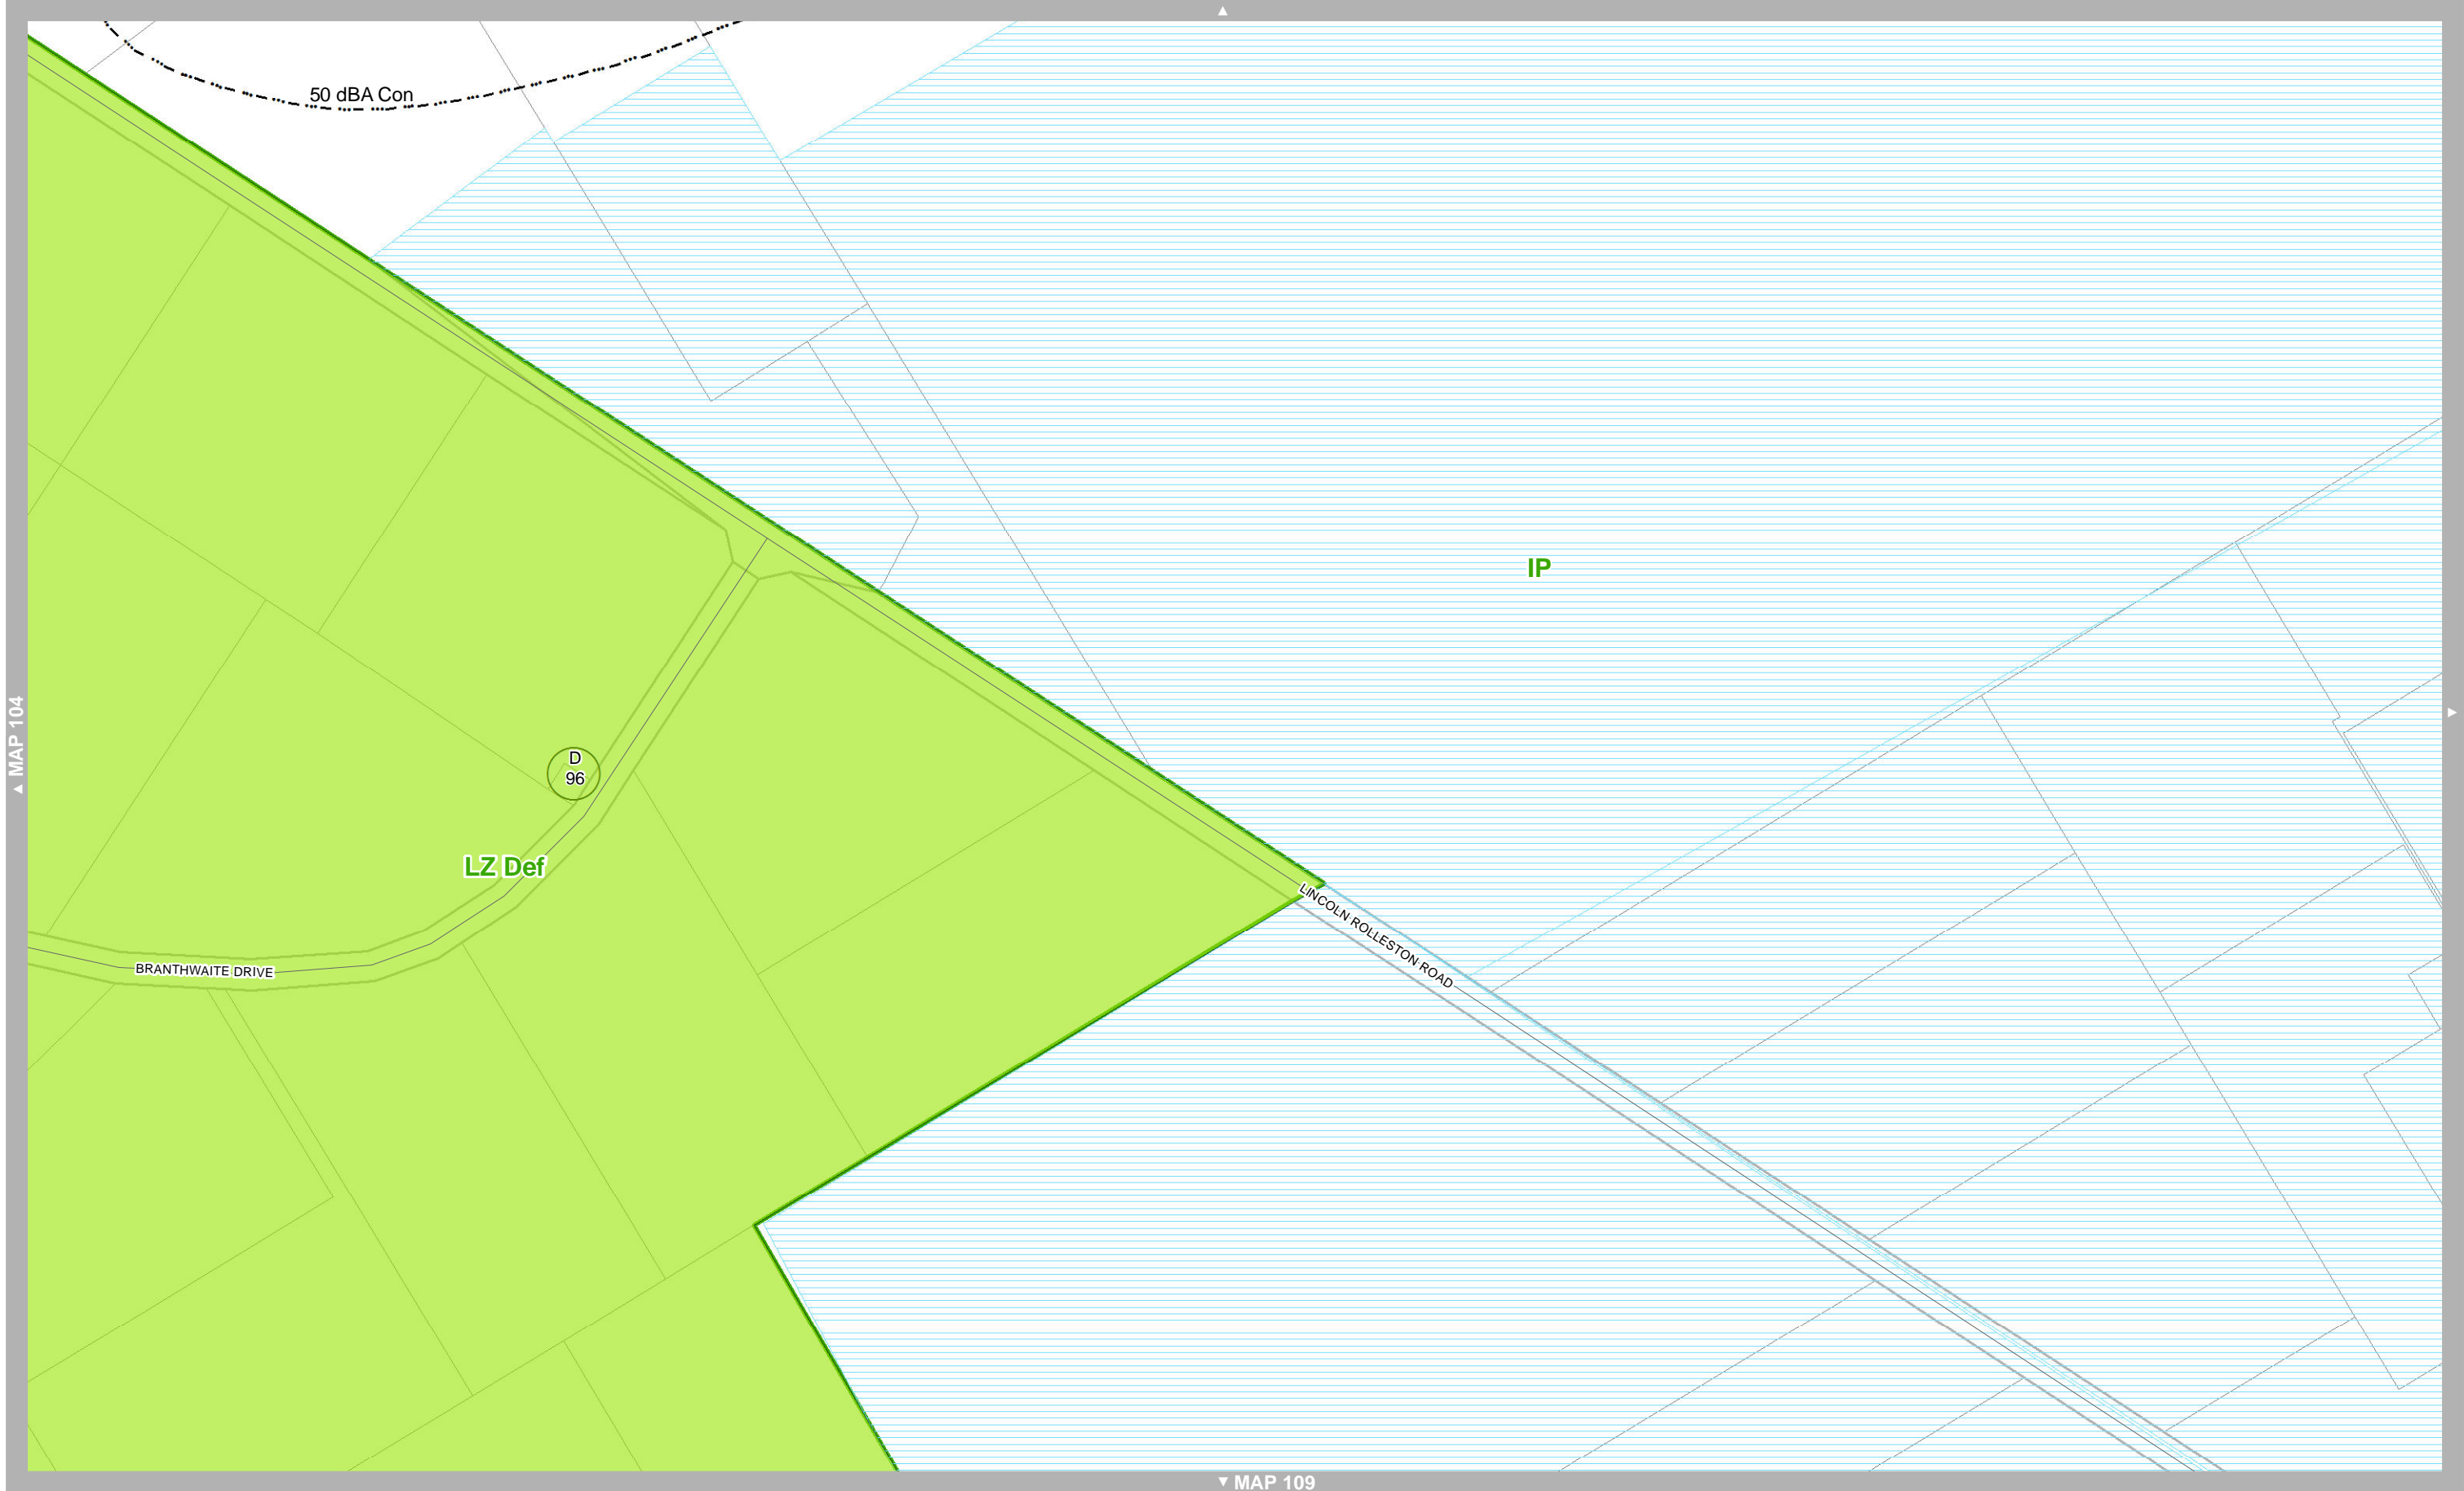 50 dBA Con
IP
MAP 104
D
96
LZ Def
LINCOLN ROLLESTON ROAD
BRANTHWAITE DRIVE
MAP 109